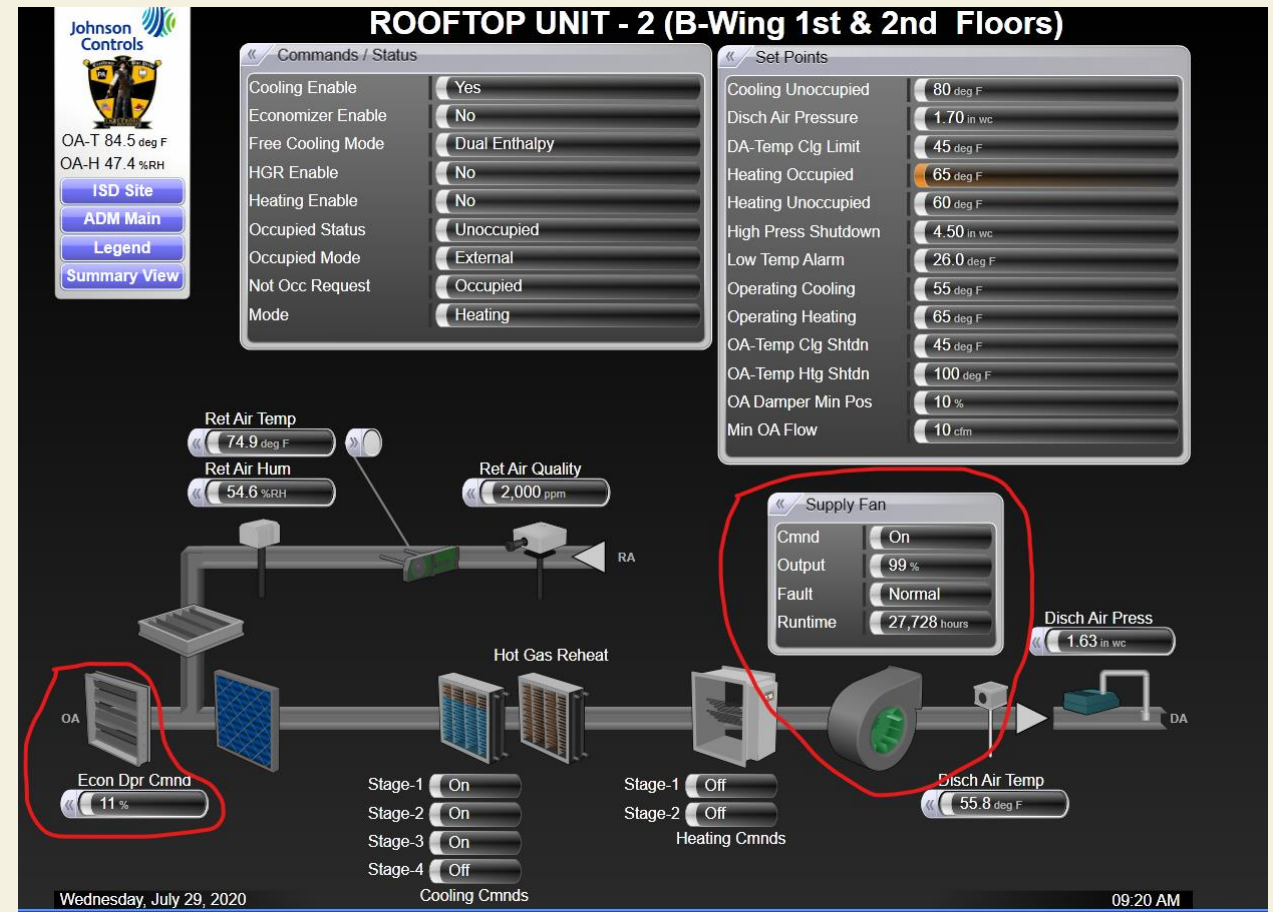 Johnson Controls
ROOFTOP UNIT - 2 (B-Wing 1st & 2nd Floors)
OA-T 84.5 deg F
OA-H 47.4 %RH
ISD Site
ADM Main
Legend
Summary View
Commands / Status
Cooling Enable Yes
Economizer Enable No
Free Cooling Mode Dual Enthalpy
HGR Enable No
Heating Enable No
Occupied Status Unoccupied
Occupied Mode External
Not Occ Request Occupied
Mode Heating
Set Points
Cooling Unoccupied 80 deg F
Disch Air Pressure 1.70 in wc
DA-Temp Clg Limit 45 deg F
Heating Occupied 65 deg F
Heating Unoccupied 60 deg F
High Press Shutdown 4.50 in wc
Low Temp Alarm 26.0 deg F
Operating Cooling 55 deg F
Operating Heating 65 deg F
OA-Temp Clg Shtdn 45 deg F
OA-Temp Htg Shtdn 100 deg F
OA Damper Min Pos 10 %
Min OA Flow 10 cfm
Ret Air Temp
74.9 deg F
Ret Air Hum
54.6 %RH
Ret Air Quality
2,000 ppm
RA
Supply Fan
Cmnd On
Output 99 %
Fault Normal
Runtime 27,728 hours
Disch Air Press
1.63 in wc
Hot Gas Reheat
OA
DA
Econ Dpr Cmnd
11 %
Stage-1 On
Stage-2 On
Stage-3 On
Stage-4 Off
Cooling Cmnds
Stage-1 Off
Stage-2 Off
Heating Cmnds
Disch Air Temp
55.8 deg F
Wednesday, July 29, 2020
09:20 AM